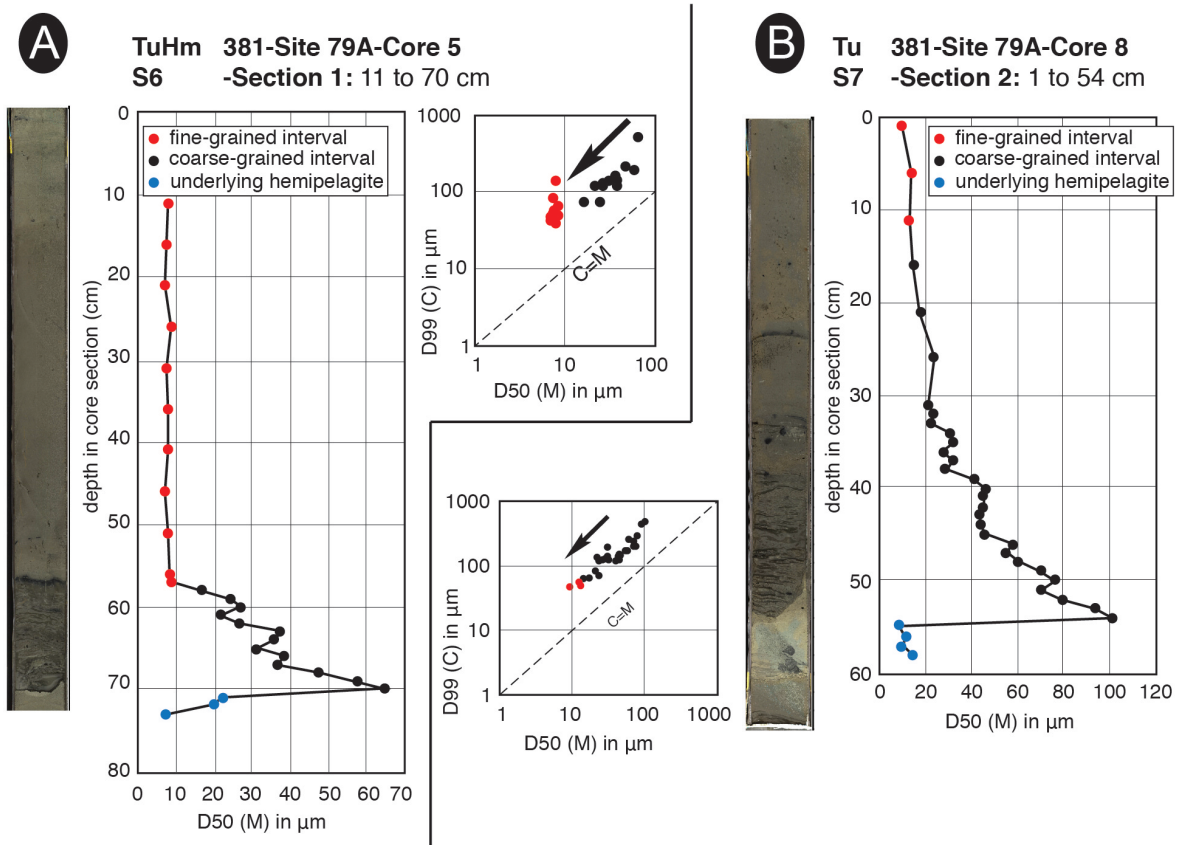 A
TuHm 381-Site 79A-Core 5
S6 -Section 1: 11 to 70 cm
0
10
20
30
40
50
60
70
80
depth in core section (cm)
fine-grained interval
coarse-grained interval
underlying hemipelagite
0 10 20 30 40 50 60 70
D50 (M) in µm
1000
100
10
1
D99 (C) in µm
C=M
1 10 100
D50 (M) in µm
1000
100
10
1
D99 (C) in µm
C=M
1 10 100 1000
D50 (M) in µm
B
Tu 381-Site 79A-Core 8
S7 -Section 2: 1 to 54 cm
0
10
20
30
40
50
60
depth in core section (cm)
fine-grained interval
coarse-grained interval
underlying hemipelagite
0 20 40 60 80 100 120
D50 (M) in µm